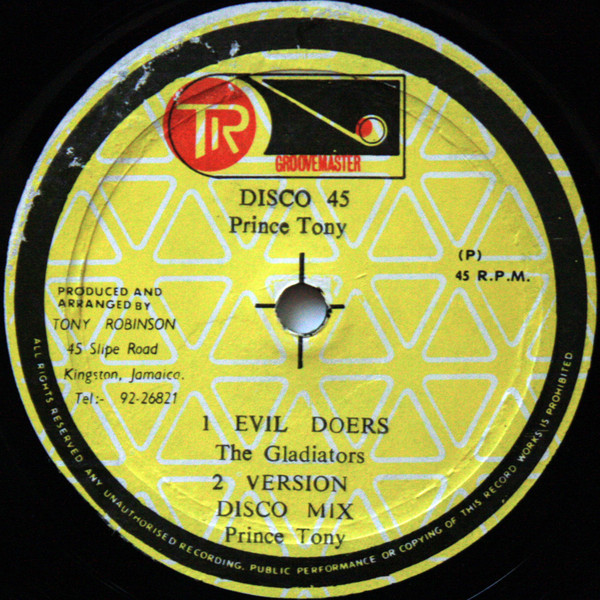 TR
GROOVEMASTER
DISCO 45
Prince Tony
(P)
45 R.P.M.
PRODUCED AND
ARRANGED BY
TONY ROBINSON
45 Slipe Road
Kingston, Jamaica.
Tel:- 92-26821
1 EVIL DOERS
The Gladiators
2 VERSION
DISCO MIX
Prince Tony
ALL RIGHTS RESERVED ANY UNAUTHORISED RECORDING. PUBLIC PERFORMANCE OR COPYING OF THIS RECORD WORKS IS PROHIBITED